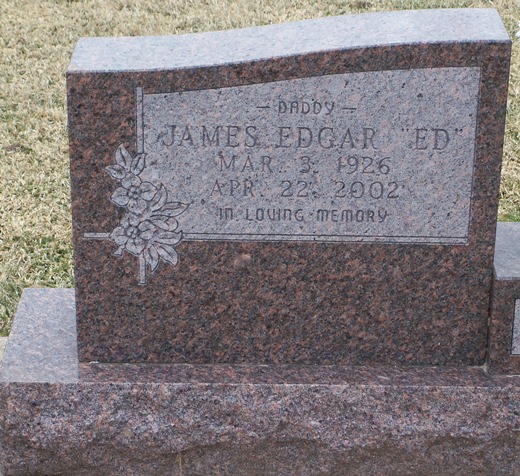 — DADDY —
JAMES EDGAR "ED"
MAR. 3, 1926
APR. 22, 2002
IN LOVING MEMORY